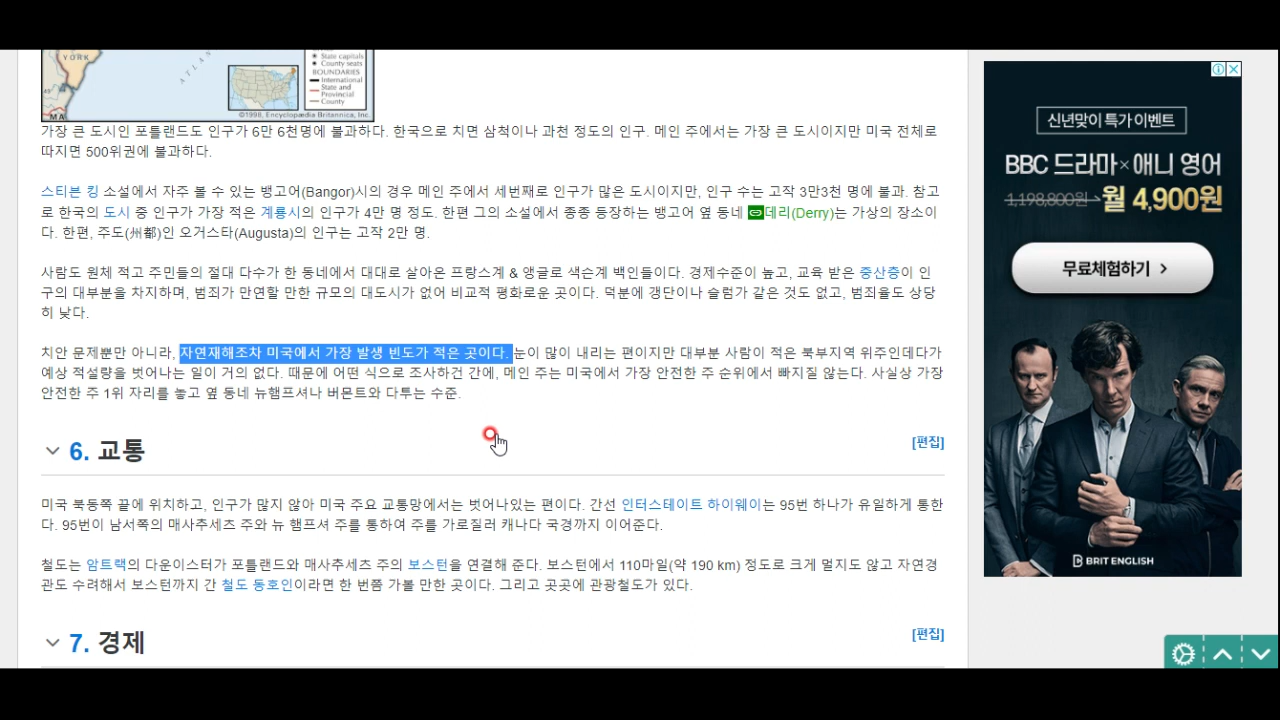 YORK
ATLAN
State capitals
County seats
BOUNDARIES
International
State and
Provincial
County
MA
©1998, Encyclopædia Britannica, Inc.
가장 큰 도시인 포틀랜드도 인구가 6만 6천명에 불과하다. 한국으로 치면 삼척이나 과천 정도의 인구. 메인 주에서는 가장 큰 도시이지만 미국 전체로
따지면 500위권에 불과하다.
스티븐 킹 소설에서 자주 볼 수 있는 뱅고어(Bangor)시의 경우 메인 주에서 세번째로 인구가 많은 도시이지만, 인구 수는 고작 3만3천 명에 불과. 참고
로 한국의 도시 중 인구가 가장 적은 계룡시의 인구가 4만 명 정도. 한편 그의 소설에서 종종 등장하는 뱅고어 옆 동네 데리(Derry)는 가상의 장소이
다. 한편, 주도(州都)인 오거스타(Augusta)의 인구는 고작 2만 명.
사람도 원체 적고 주민들의 절대 다수가 한 동네에서 대대로 살아온 프랑스계 & 앵글로 색슨계 백인들이다. 경제수준이 높고, 교육 받은 중산층이 인
구의 대부분을 차지하며, 범죄가 만연할 만한 규모의 대도시가 없어 비교적 평화로운 곳이다. 덕분에 갱단이나 슬럼가 같은 것도 없고, 범죄율도 상당
히 낮다.
치안 문제뿐만 아니라, 자연재해조차 미국에서 가장 발생 빈도가 적은 곳이다. 눈이 많이 내리는 편이지만 대부분 사람이 적은 북부지역 위주인데다가
예상 적설량을 벗어나는 일이 거의 없다. 때문에 어떤 식으로 조사하건 간에, 메인 주는 미국에서 가장 안전한 주 순위에서 빠지질 않는다. 사실상 가장
안전한 주 1위 자리를 놓고 옆 동네 뉴햄프셔나 버몬트와 다투는 수준.
6. 교통 [편집]
미국 북동쪽 끝에 위치하고, 인구가 많지 않아 미국 주요 교통망에서는 벗어나있는 편이다. 간선 인터스테이트 하이웨이는 95번 하나가 유일하게 통한
다. 95번이 남서쪽의 매사추세츠 주와 뉴 햄프셔 주를 통하여 주를 가로질러 캐나다 국경까지 이어준다.
철도는 암트랙의 다운이스터가 포틀랜드와 매사추세츠 주의 보스턴을 연결해 준다. 보스턴에서 110마일(약 190 km) 정도로 크게 멀지도 않고 자연경
관도 수려해서 보스턴까지 간 철도 동호인이라면 한 번쯤 가볼 만한 곳이다. 그리고 곳곳에 관광철도가 있다.
7. 경제 [편집]
신년맞이 특가 이벤트
BBC 드라마×애니 영어
1,198,800원→월 4,900원
무료체험하기 >
BRIT ENGLISH